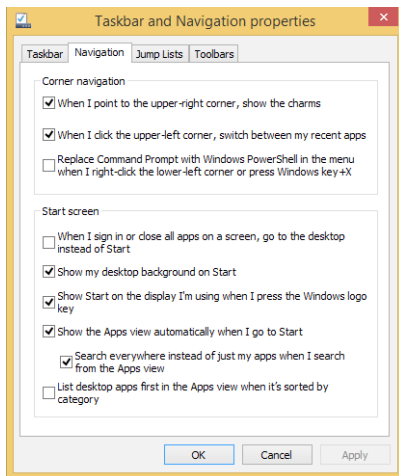 Taskbar and Navigation properties
Taskbar Navigation Jump Lists Toolbars
Corner navigation
When I point to the upper-right corner, show the charms
When I click the upper-left corner, switch between my recent apps
Replace Command Prompt with Windows PowerShell in the menu
when I right-click the lower-left corner or press Windows key+X
Start screen
When I sign in or close all apps on a screen, go to the desktop
instead of Start
Show my desktop background on Start
Show Start on the display I'm using when I press the Windows logo
key
Show the Apps view automatically when I go to Start
Search everywhere instead of just my apps when I search
from the Apps view
List desktop apps first in the Apps view when it's sorted by
category
OK Cancel Apply